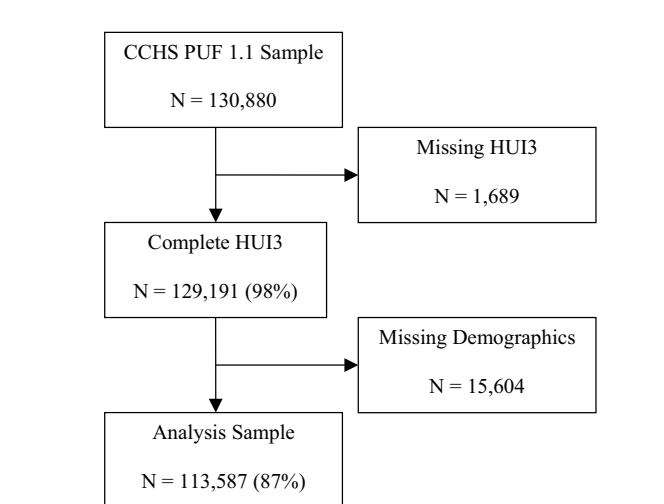 CCHS PUF 1.1 Sample
N = 130,880
Missing HUI3
N = 1,689
Complete HUI3
N = 129,191 (98%)
Missing Demographics
N = 15,604
Analysis Sample
N = 113,587 (87%)